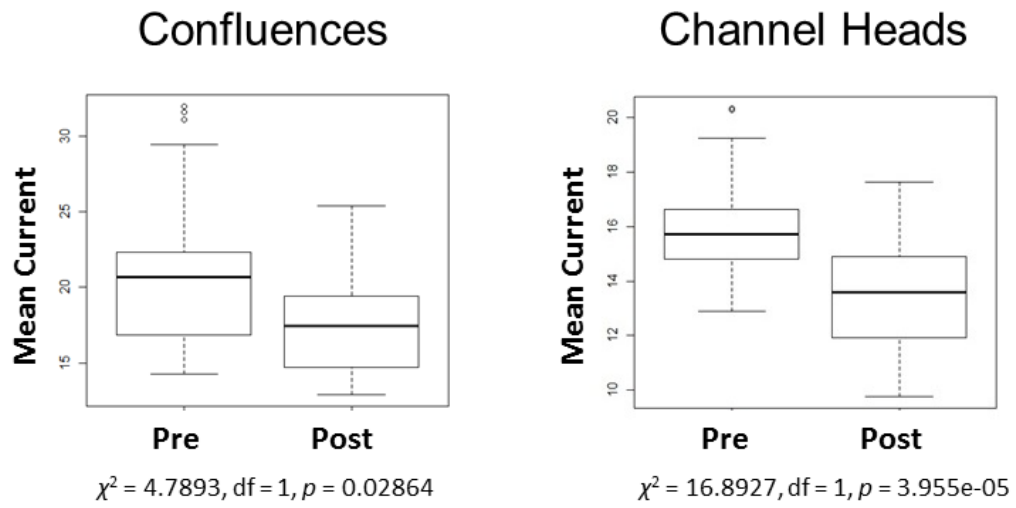 Confluences
Mean Current
30
25
20
15
Pre
Post
χ² = 4.7893, df = 1, p = 0.02864
Channel Heads
Mean Current
20
18
16
14
12
10
Pre
Post
χ² = 16.8927, df = 1, p = 3.955e-05